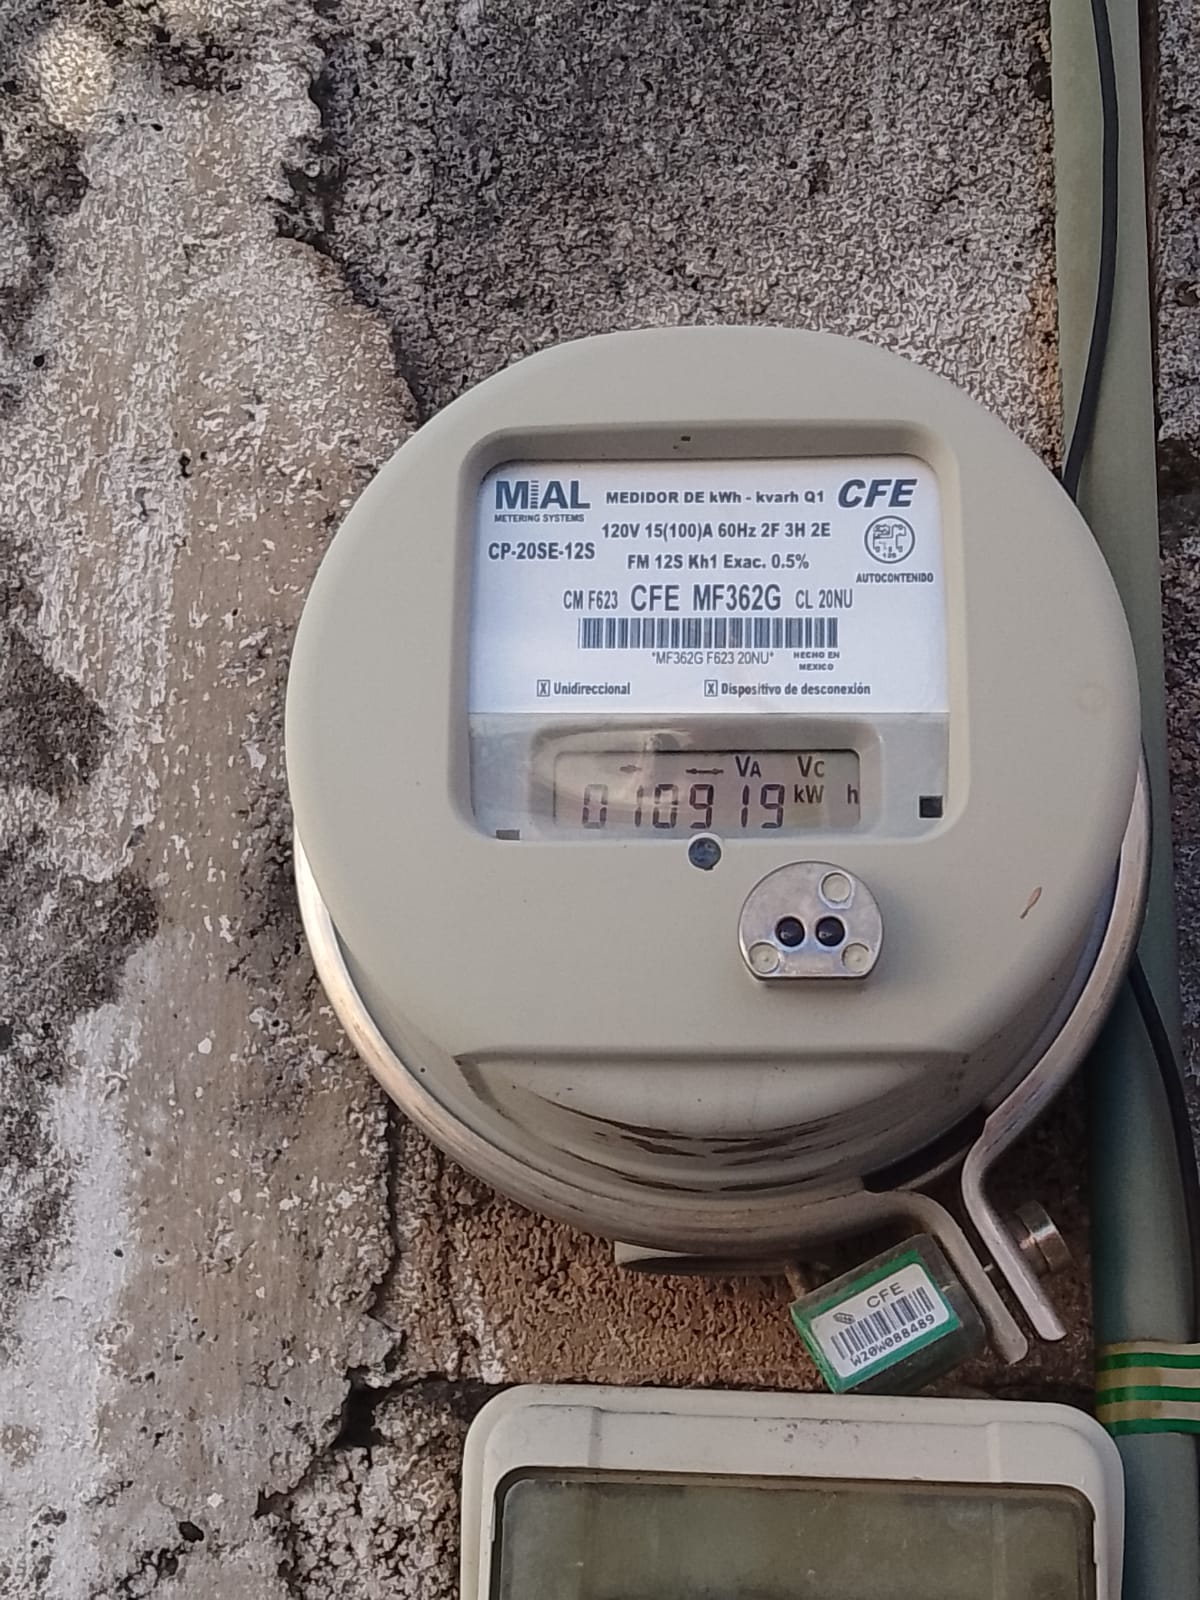 MIAL
METERING SYSTEMS
MEDIDOR DE kWh - kvarh Q1
CFE
120V 15(100)A 60Hz 2F 3H 2E
CP-20SE-12S
FM 12S Kh1 Exac. 0.5%
12S
AUTOCONTENIDO
CM F623 CFE MF362G CL 20NU
*MF362G F623 20NU*
HECHO EN
MEXICO
X Unidireccional
X Dispositivo de desconexión
VA VC
010919 kW h
CFE
W20W088489